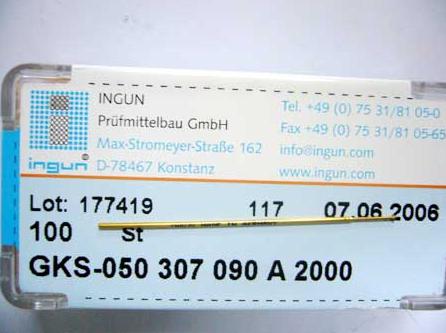 INGUN
Prüfmittelbau GmbH
Max-Stromeyer-Straße 162
D-78467 Konstanz
ingun®
Tel. +49 (0) 75 31/81 05-0
Fax +49 (0) 75 31/81 05-65
info@ingun.com
www.ingun.com
Lot: 177419 117 07.06.2006
100 St
GKS-050 307 090 A 2000